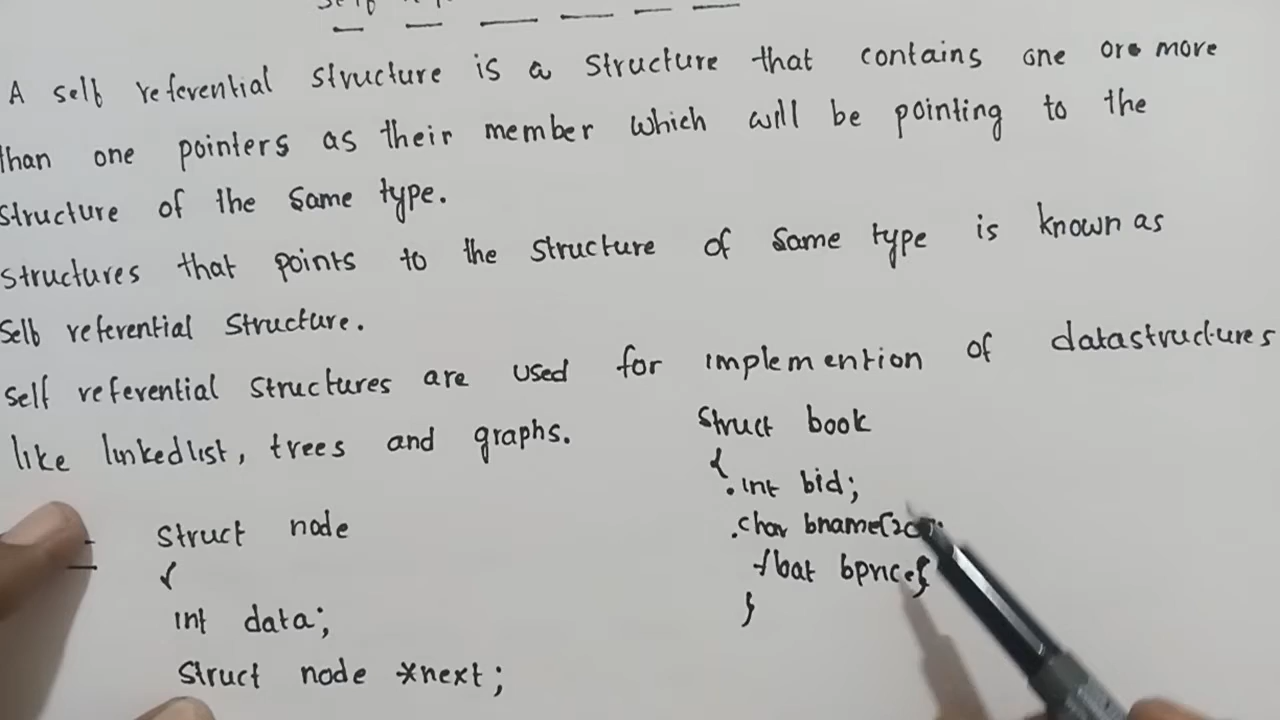 A self referential structure is a structure that contains one or more
than one pointers as their member which will be pointing to the
structure of the same type.
structures that points to the structure of same type is known as
Self referential structure.
self referential structures are used for implemention of datastructures
like linkedlist, trees and graphs.
struct node
{
int data;
struct node *next;
struct book
{
int bid;
char bname[20
float bprice;
}